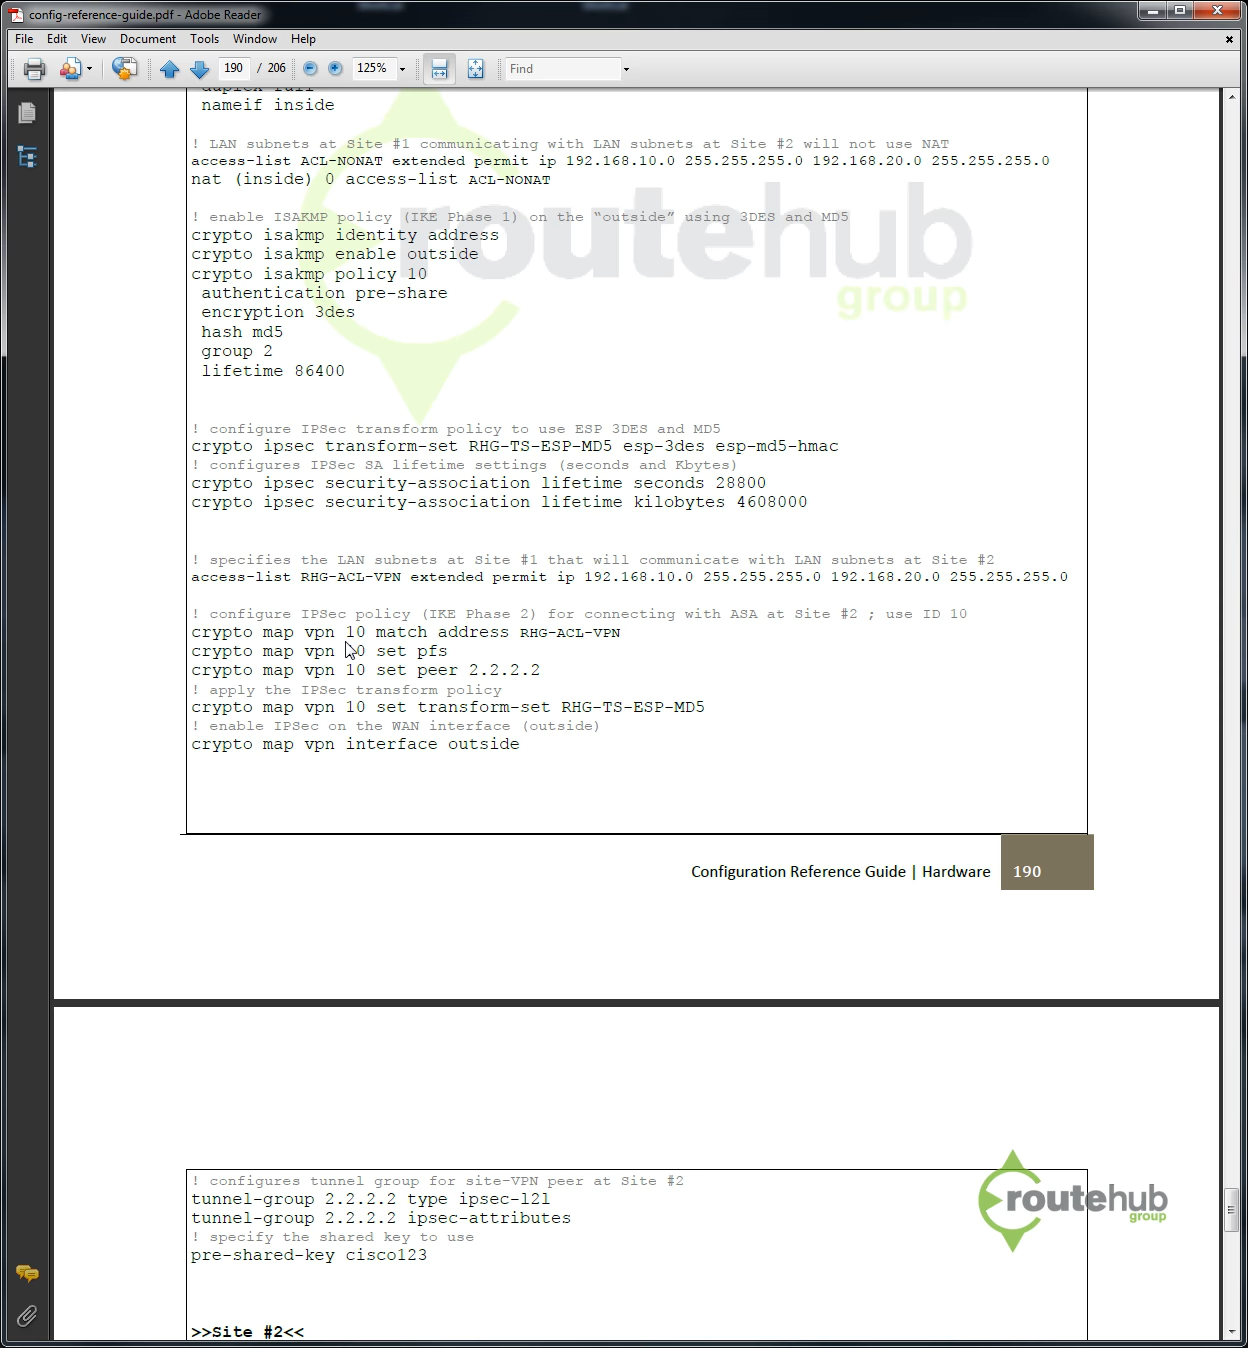 config-reference-guide.pdf - Adobe Reader
File Edit View Document Tools Window Help
190 / 206 125% Find
duplex full
nameif inside
! LAN subnets at Site #1 communicating with LAN subnets at Site #2 will not use NAT
access-list ACL-NONAT extended permit ip 192.168.10.0 255.255.255.0 192.168.20.0 255.255.255.0
nat (inside) 0 access-list ACL-NONAT
! enable ISAKMP policy (IKE Phase 1) on the “outside” using 3DES and MD5
crypto isakmp identity address
crypto isakmp enable outside
crypto isakmp policy 10
authentication pre-share
encryption 3des
hash md5
group 2
lifetime 86400
routehub
group
! configure IPSec transform policy to use ESP 3DES and MD5
crypto ipsec transform-set RHG-TS-ESP-MD5 esp-3des esp-md5-hmac
! configures IPSec SA lifetime settings (seconds and Kbytes)
crypto ipsec security-association lifetime seconds 28800
crypto ipsec security-association lifetime kilobytes 4608000
! specifies the LAN subnets at Site #1 that will communicate with LAN subnets at Site #2
access-list RHG-ACL-VPN extended permit ip 192.168.10.0 255.255.255.0 192.168.20.0 255.255.255.0
! configure IPSec policy (IKE Phase 2) for connecting with ASA at Site #2 ; use ID 10
crypto map vpn 10 match address RHG-ACL-VPN
crypto map vpn 10 set pfs
crypto map vpn 10 set peer 2.2.2.2
! apply the IPSec transform policy
crypto map vpn 10 set transform-set RHG-TS-ESP-MD5
! enable IPSec on the WAN interface (outside)
crypto map vpn interface outside
Configuration Reference Guide | Hardware 190
! configures tunnel group for site-VPN peer at Site #2
tunnel-group 2.2.2.2 type ipsec-l2l
tunnel-group 2.2.2.2 ipsec-attributes
! specify the shared key to use
pre-shared-key cisco123
routehub
group
>>Site #2<<